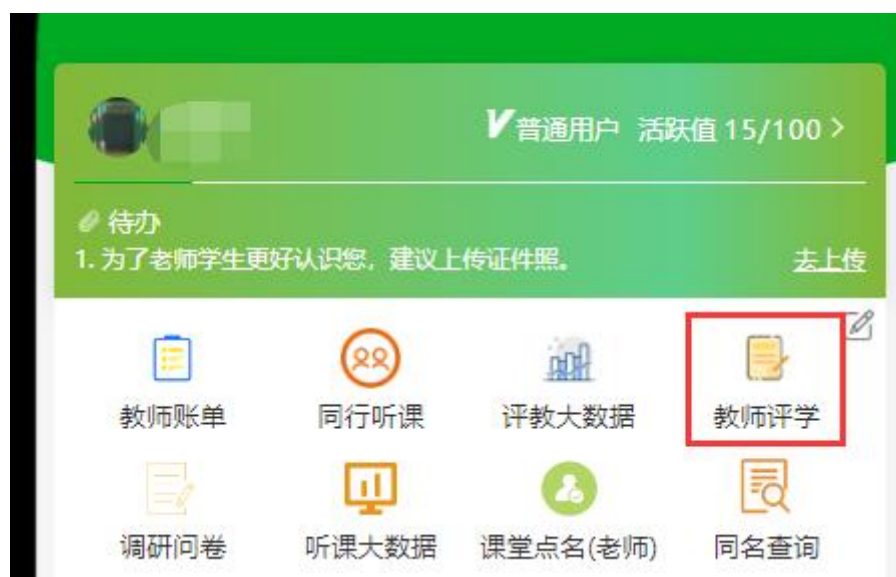 V 普通用户 活跃值 15/100 >
待办
1. 为了老师学生更好认识您，建议上传证件照。 去上传
教师账单 同行听课 评教大数据 教师评学
调研问卷 听课大数据 课堂点名(老师) 同名查询